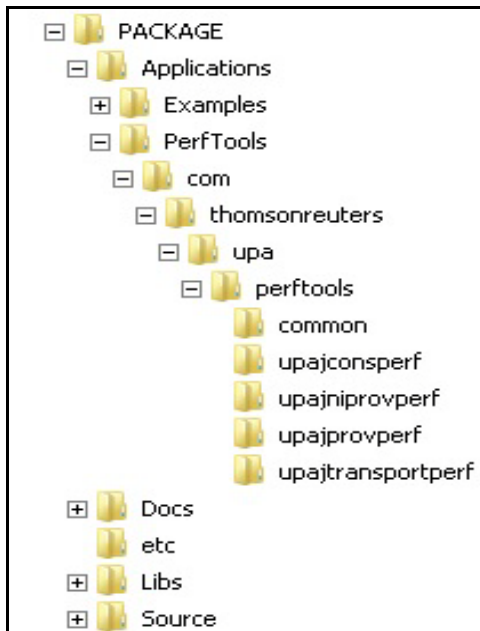 PACKAGE
Applications
Examples
PerfTools
com
thomsonreuters
upa
perftools
common
upajconsperf
upajniprovperf
upajprovperf
upajtransportperf
Docs
etc
Libs
Source